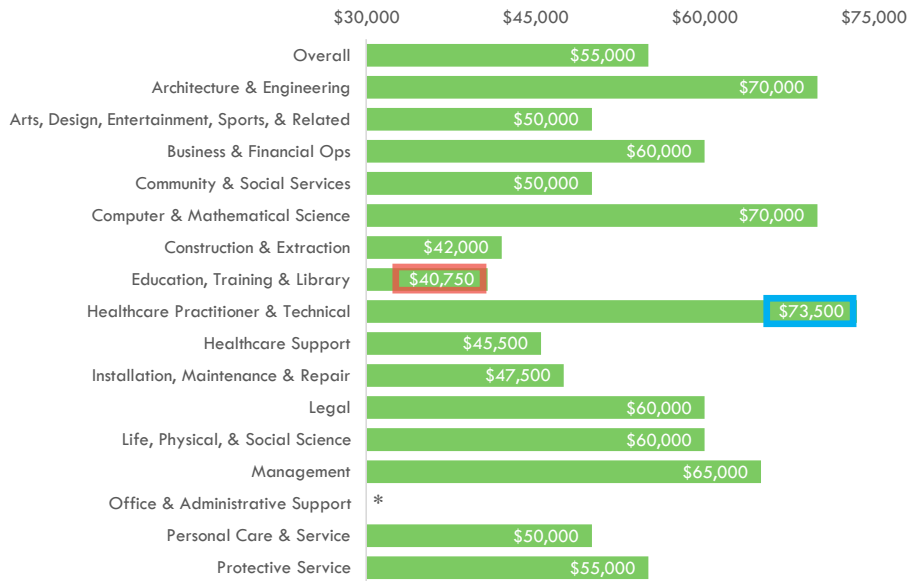 $30,000 $45,000 $60,000 $75,000
Overall $55,000
Architecture & Engineering $70,000
Arts, Design, Entertainment, Sports, & Related $50,000
Business & Financial Ops $60,000
Community & Social Services $50,000
Computer & Mathematical Science $70,000
Construction & Extraction $42,000
Education, Training & Library $40,750
Healthcare Practitioner & Technical $73,500
Healthcare Support $45,500
Installation, Maintenance & Repair $47,500
Legal $60,000
Life, Physical, & Social Science $60,000
Management $65,000
Office & Administrative Support *
Personal Care & Service $50,000
Protective Service $55,000